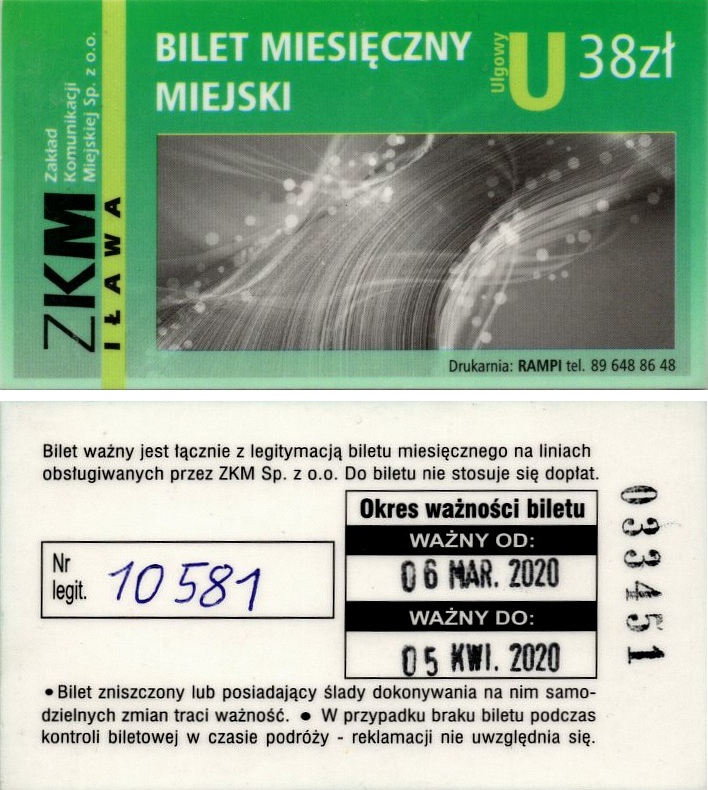 BILET MIESIĘCZNY
MIEJSKI
Ulgowy
U
38zł
ZKM
Zakład
Komunikacji
Miejskiej Sp. z o.o.
IŁAWA
Drukarnia: RAMPI tel. 89 648 86 48
Bilet ważny jest łącznie z legitymacją biletu miesięcznego na liniach
obsługiwanych przez ZKM Sp. z o.o. Do biletu nie stosuje się dopłat.
Nr
legit.
10581
Okres ważności biletu
WAŻNY OD:
06 MAR. 2020
WAŻNY DO:
05 KWI. 2020
033451
• Bilet zniszczony lub posiadający ślady dokonywania na nim samo-
dzielnych zmian traci ważność. • W przypadku braku biletu podczas
kontroli biletowej w czasie podróży - reklamacji nie uwzględnia się.